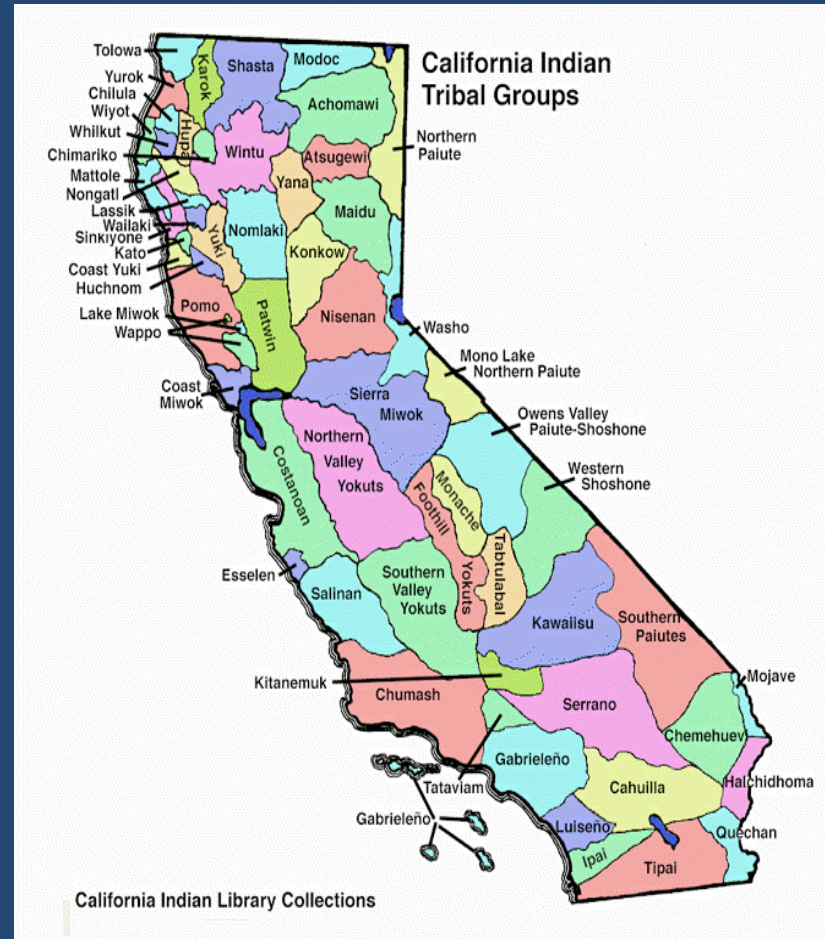 California Indian
Tribal Groups
Tolowa
Yurok
Chilula
Wiyot
Whilkut
Chimariko
Mattole
Nongatl
Lassik
Wailaki
Sinkiyone
Kato
Coast Yuki
Huchnom
Lake Miwok
Wappo
Coast
Miwok
Karok
Shasta
Modoc
Achomawi
Northern
Paiute
Hupa
Wintu
Atsugewi
Yana
Maidu
Nomlaki
Yuki
Konkow
Pomo
Patwin
Nisenan
Washo
Mono Lake
Northern Paiute
Sierra
Miwok
Owens Valley
Paiute-Shoshone
Northern
Valley
Yokuts
Costanoan
Western
Shoshone
Monache
Foothill
Yokuts
Tabtulabal
Esselen
Salinan
Southern
Valley
Yokuts
Kawaiisu
Southern
Paiutes
Kitanemuk
Chumash
Serrano
Mojave
Chemehuev
Gabrieleño
Tataviam
Cahuilla
Halchidhoma
Gabrieleño
Luiseño
Quechan
Ipai
Tipai
California Indian Library Collections